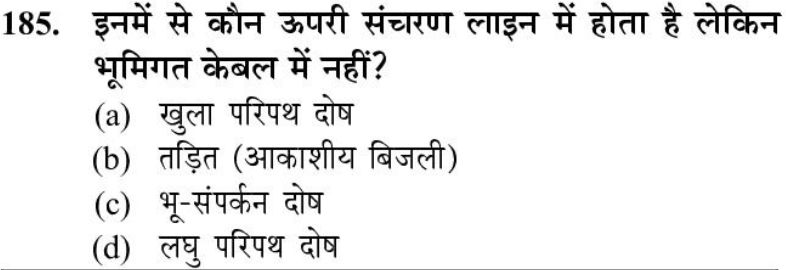 185. इनमें से कौन ऊपरी संचरण लाइन में होता है लेकिन
भूमिगत केबल में नहीं?
(a) खुला परिपथ दोष
(b) तड़ित (आकाशीय बिजली)
(c) भू-संपर्कन दोष
(d) लघु परिपथ दोष